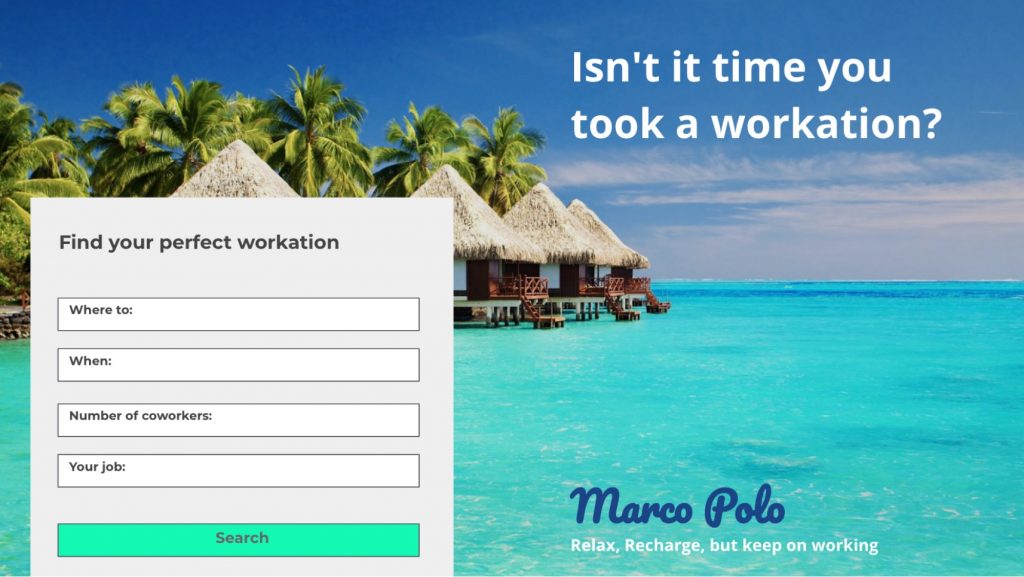 Isn't it time you
took a workation?
Find your perfect workation
Where to:
When:
Number of coworkers:
Your job:
Search
Marco Polo
Relax, Recharge, but keep on working